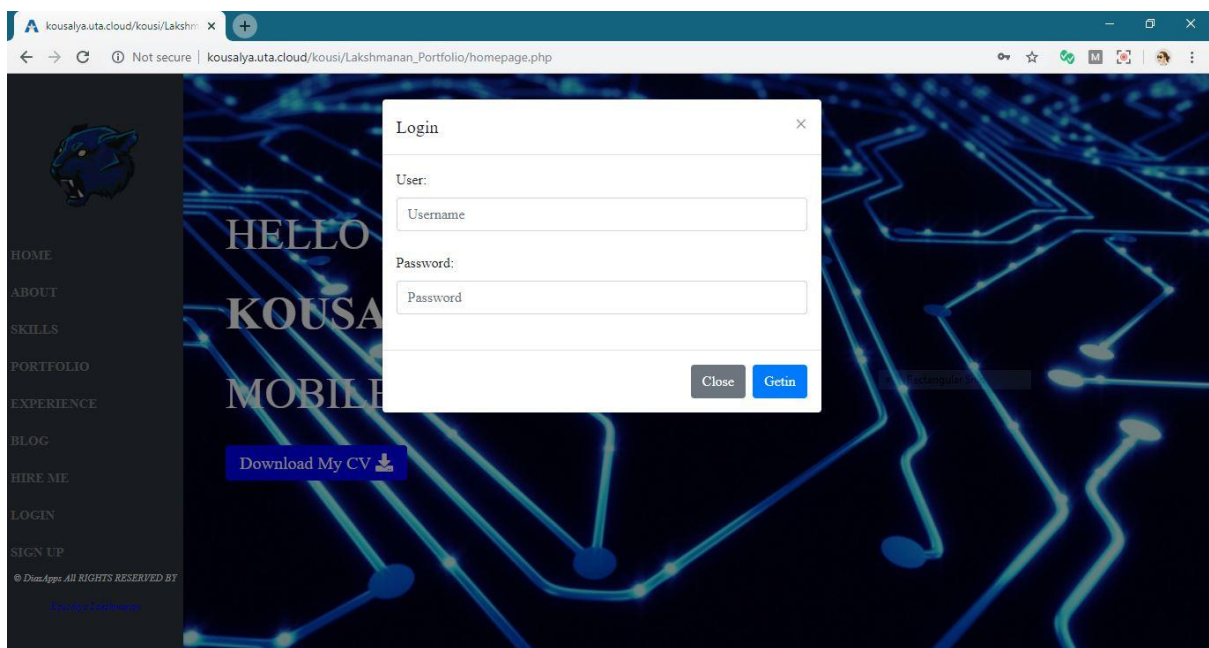 kousalya.uta.cloud/kousi/Lakshm
Not secure | kousalya.uta.cloud/kousi/Lakshmanan_Portfolio/homepage.php
M
HOME
ABOUT
SKILLS
PORTFOLIO
EXPERIENCE
BLOG
HIRE ME
LOGIN
SIGN UP
© DiazApps All RIGHTS RESERVED BY
HELLO
KOUSA
MOBILE
Download My CV
Login
×
User:
Username
Password:
Password
Close Getin
Rectangular